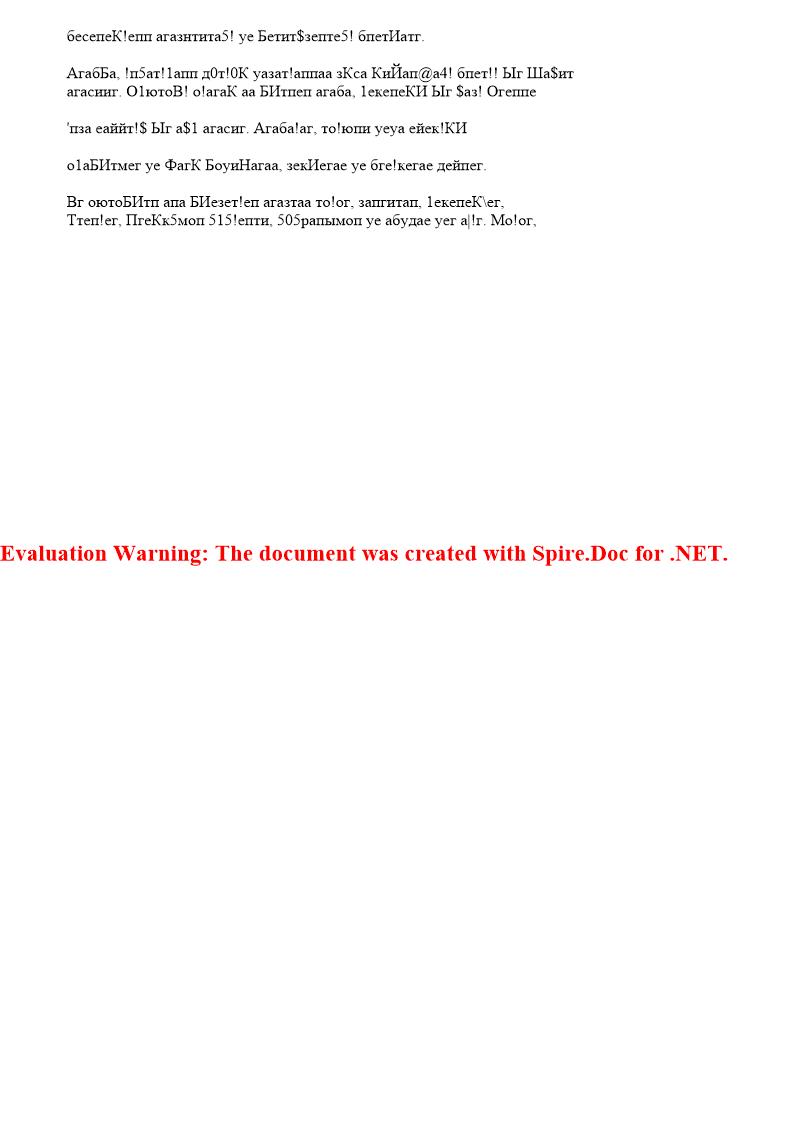 бесепеК!епп агазнтита5! уе Бетит$зепте5! бпетИатг.
АгабБа, !п5ат!1апп д0т!0К уазат!аппаа зКса КиЙап@а4! бпет!! Ыг Ша$ит
агасииг. О1ютоВ! о!агаК аа БИтпеп агаба, 1екепеКИ Ыг $аз! Огеппе
'пза еаййт!$ Ыг а$1 агасиг. Агаба!аг, то!юпи уеуа ейек!КИ
о1аБИтмег уе ФагК БоуиНагаа, зекИегае уе бге!кегае дейпег.
Вг оютоБИтп апа БИезет!еп агазтаа то!ог, запгитап, 1екепеК\ег,
Ттеп!ег, ПгеКк5моп 515!епти, 505рапымоп уе абудае уег а|!г. Мо!ог,
Evaluation Warning: The document was created with Spire.Doc for .NET.